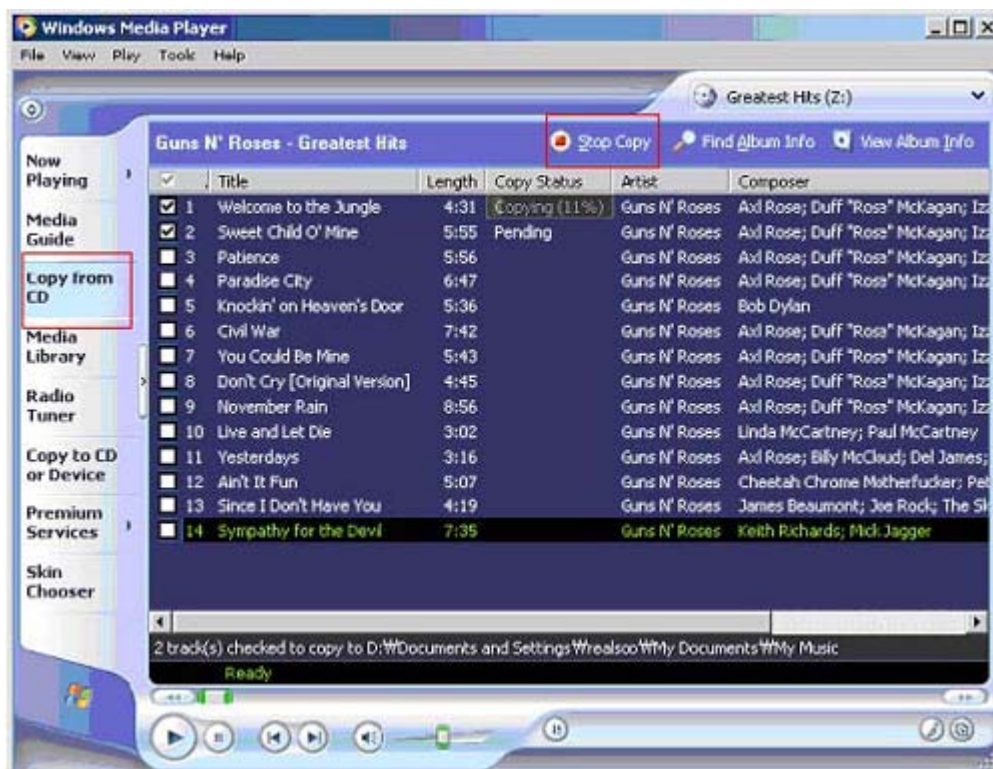 Windows Media Player
File View Play Tools Help
Greatest Hits (Z:)
Guns N' Roses - Greatest Hits
Stop Copy
Find Album Info
View Album Info
Now Playing
Media Guide
Copy from CD
Media Library
Radio Tuner
Copy to CD or Device
Premium Services
Skin Chooser
Title Length Copy Status Artist Composer
1 Welcome to the Jungle 4:31 Copying (11%) Guns N' Roses Axl Rose; Duff "Rose" McKagan; Izz
2 Sweet Child O' Mine 5:55 Pending Guns N' Roses Axl Rose; Duff "Rose" McKagan; Izz
3 Patience 5:56 Guns N' Roses Axl Rose; Duff "Rose" McKagan; Izz
4 Paradise City 6:47 Guns N' Roses Axl Rose; Duff "Rose" McKagan; Izz
5 Knockin' on Heaven's Door 5:36 Guns N' Roses Bob Dylan
6 Civil War 7:42 Guns N' Roses Axl Rose; Duff "Rose" McKagan; Izz
7 You Could Be Mine 5:43 Guns N' Roses Axl Rose; Duff "Rose" McKagan; Izz
8 Don't Cry [Original Version] 4:45 Guns N' Roses Axl Rose; Duff "Rose" McKagan; Izz
9 November Rain 8:56 Guns N' Roses Axl Rose; Duff "Rose" McKagan; Izz
10 Live and Let Die 3:02 Guns N' Roses Linda McCartney; Paul McCartney
11 Yesterdays 3:16 Guns N' Roses Axl Rose; Billy McCloud; Del James;
12 Ain't It Fun 5:07 Guns N' Roses Cheetah Chrome Motherfucker; Pet
13 Since I Don't Have You 4:19 Guns N' Roses James Beaumont; Joe Rock; The Sk
14 Sympathy for the Devil 7:35 Guns N' Roses Keith Richards; Mick Jagger
2 track(s) checked to copy to D:₩Documents and Settings₩realsoo₩My Documents₩My Music
Ready